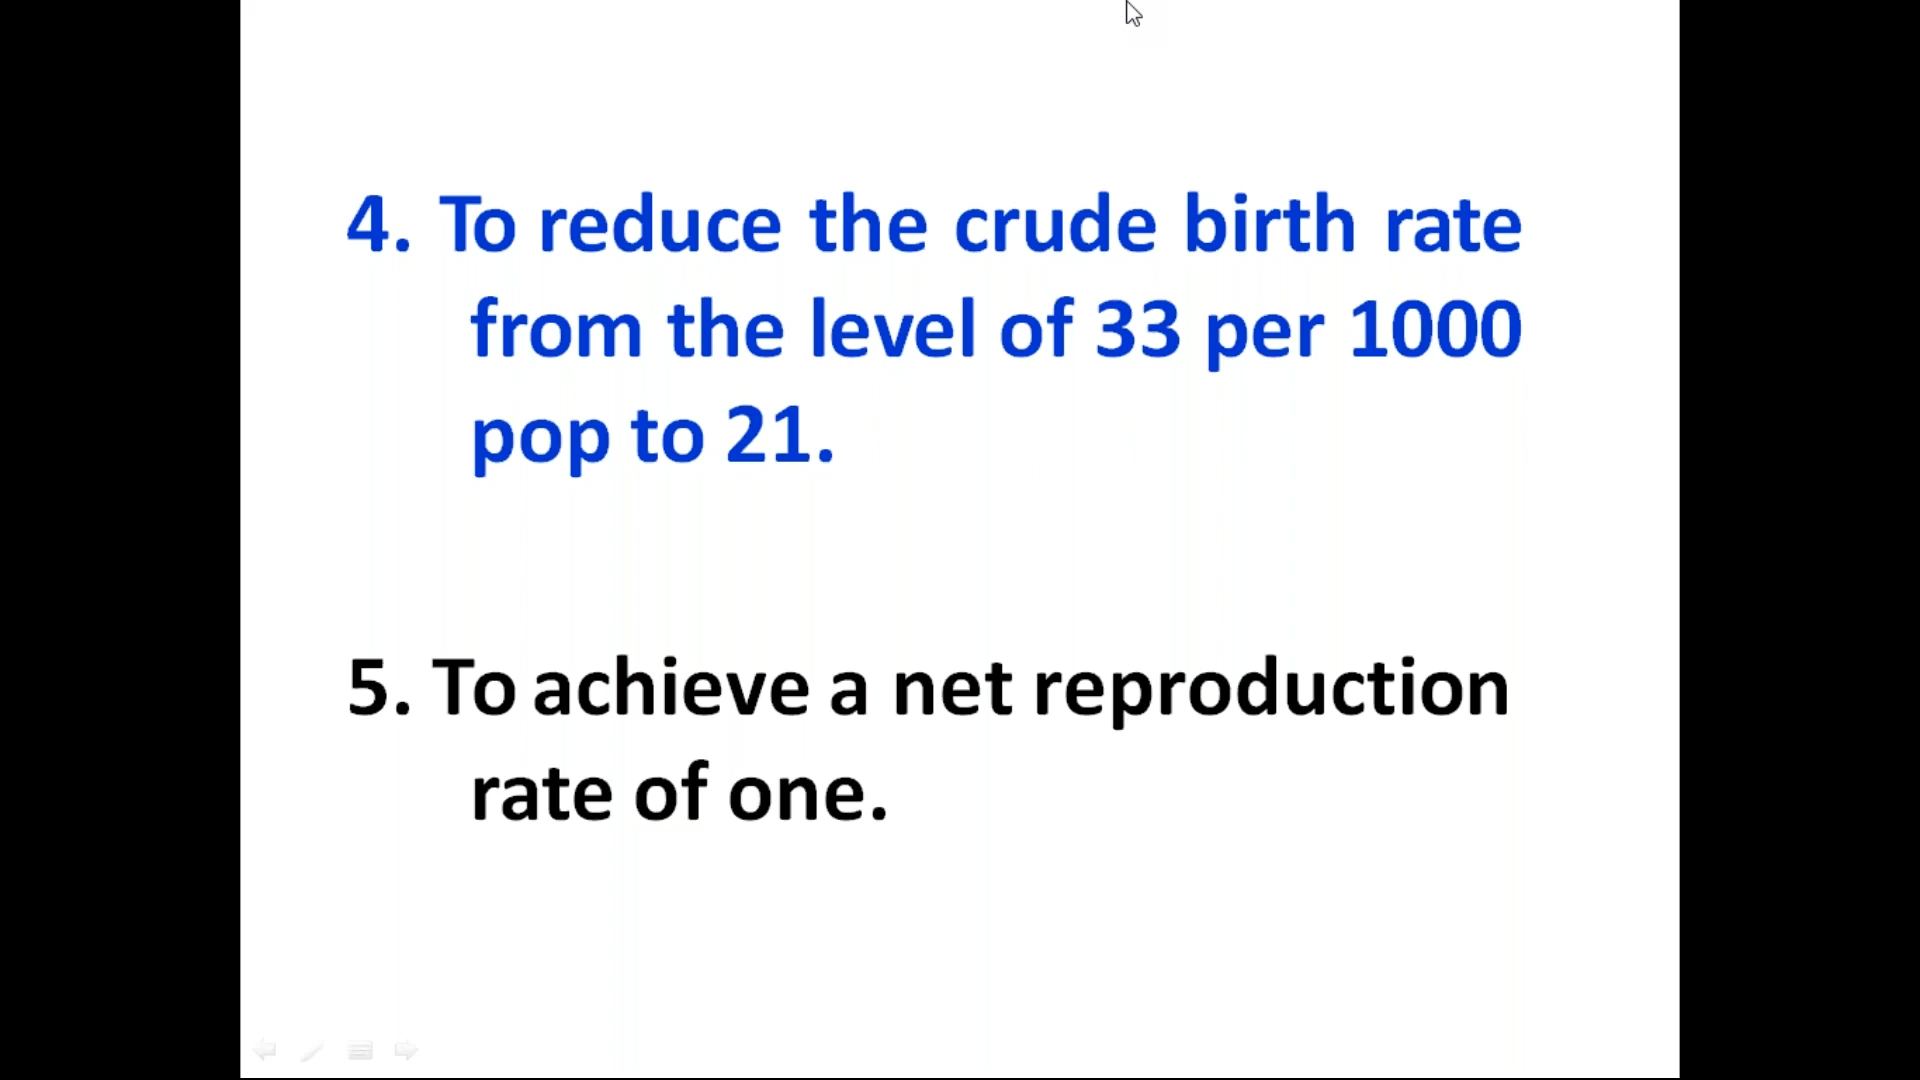 4. To reduce the crude birth rate
from the level of 33 per 1000
pop to 21.
5. To achieve a net reproduction
rate of one.